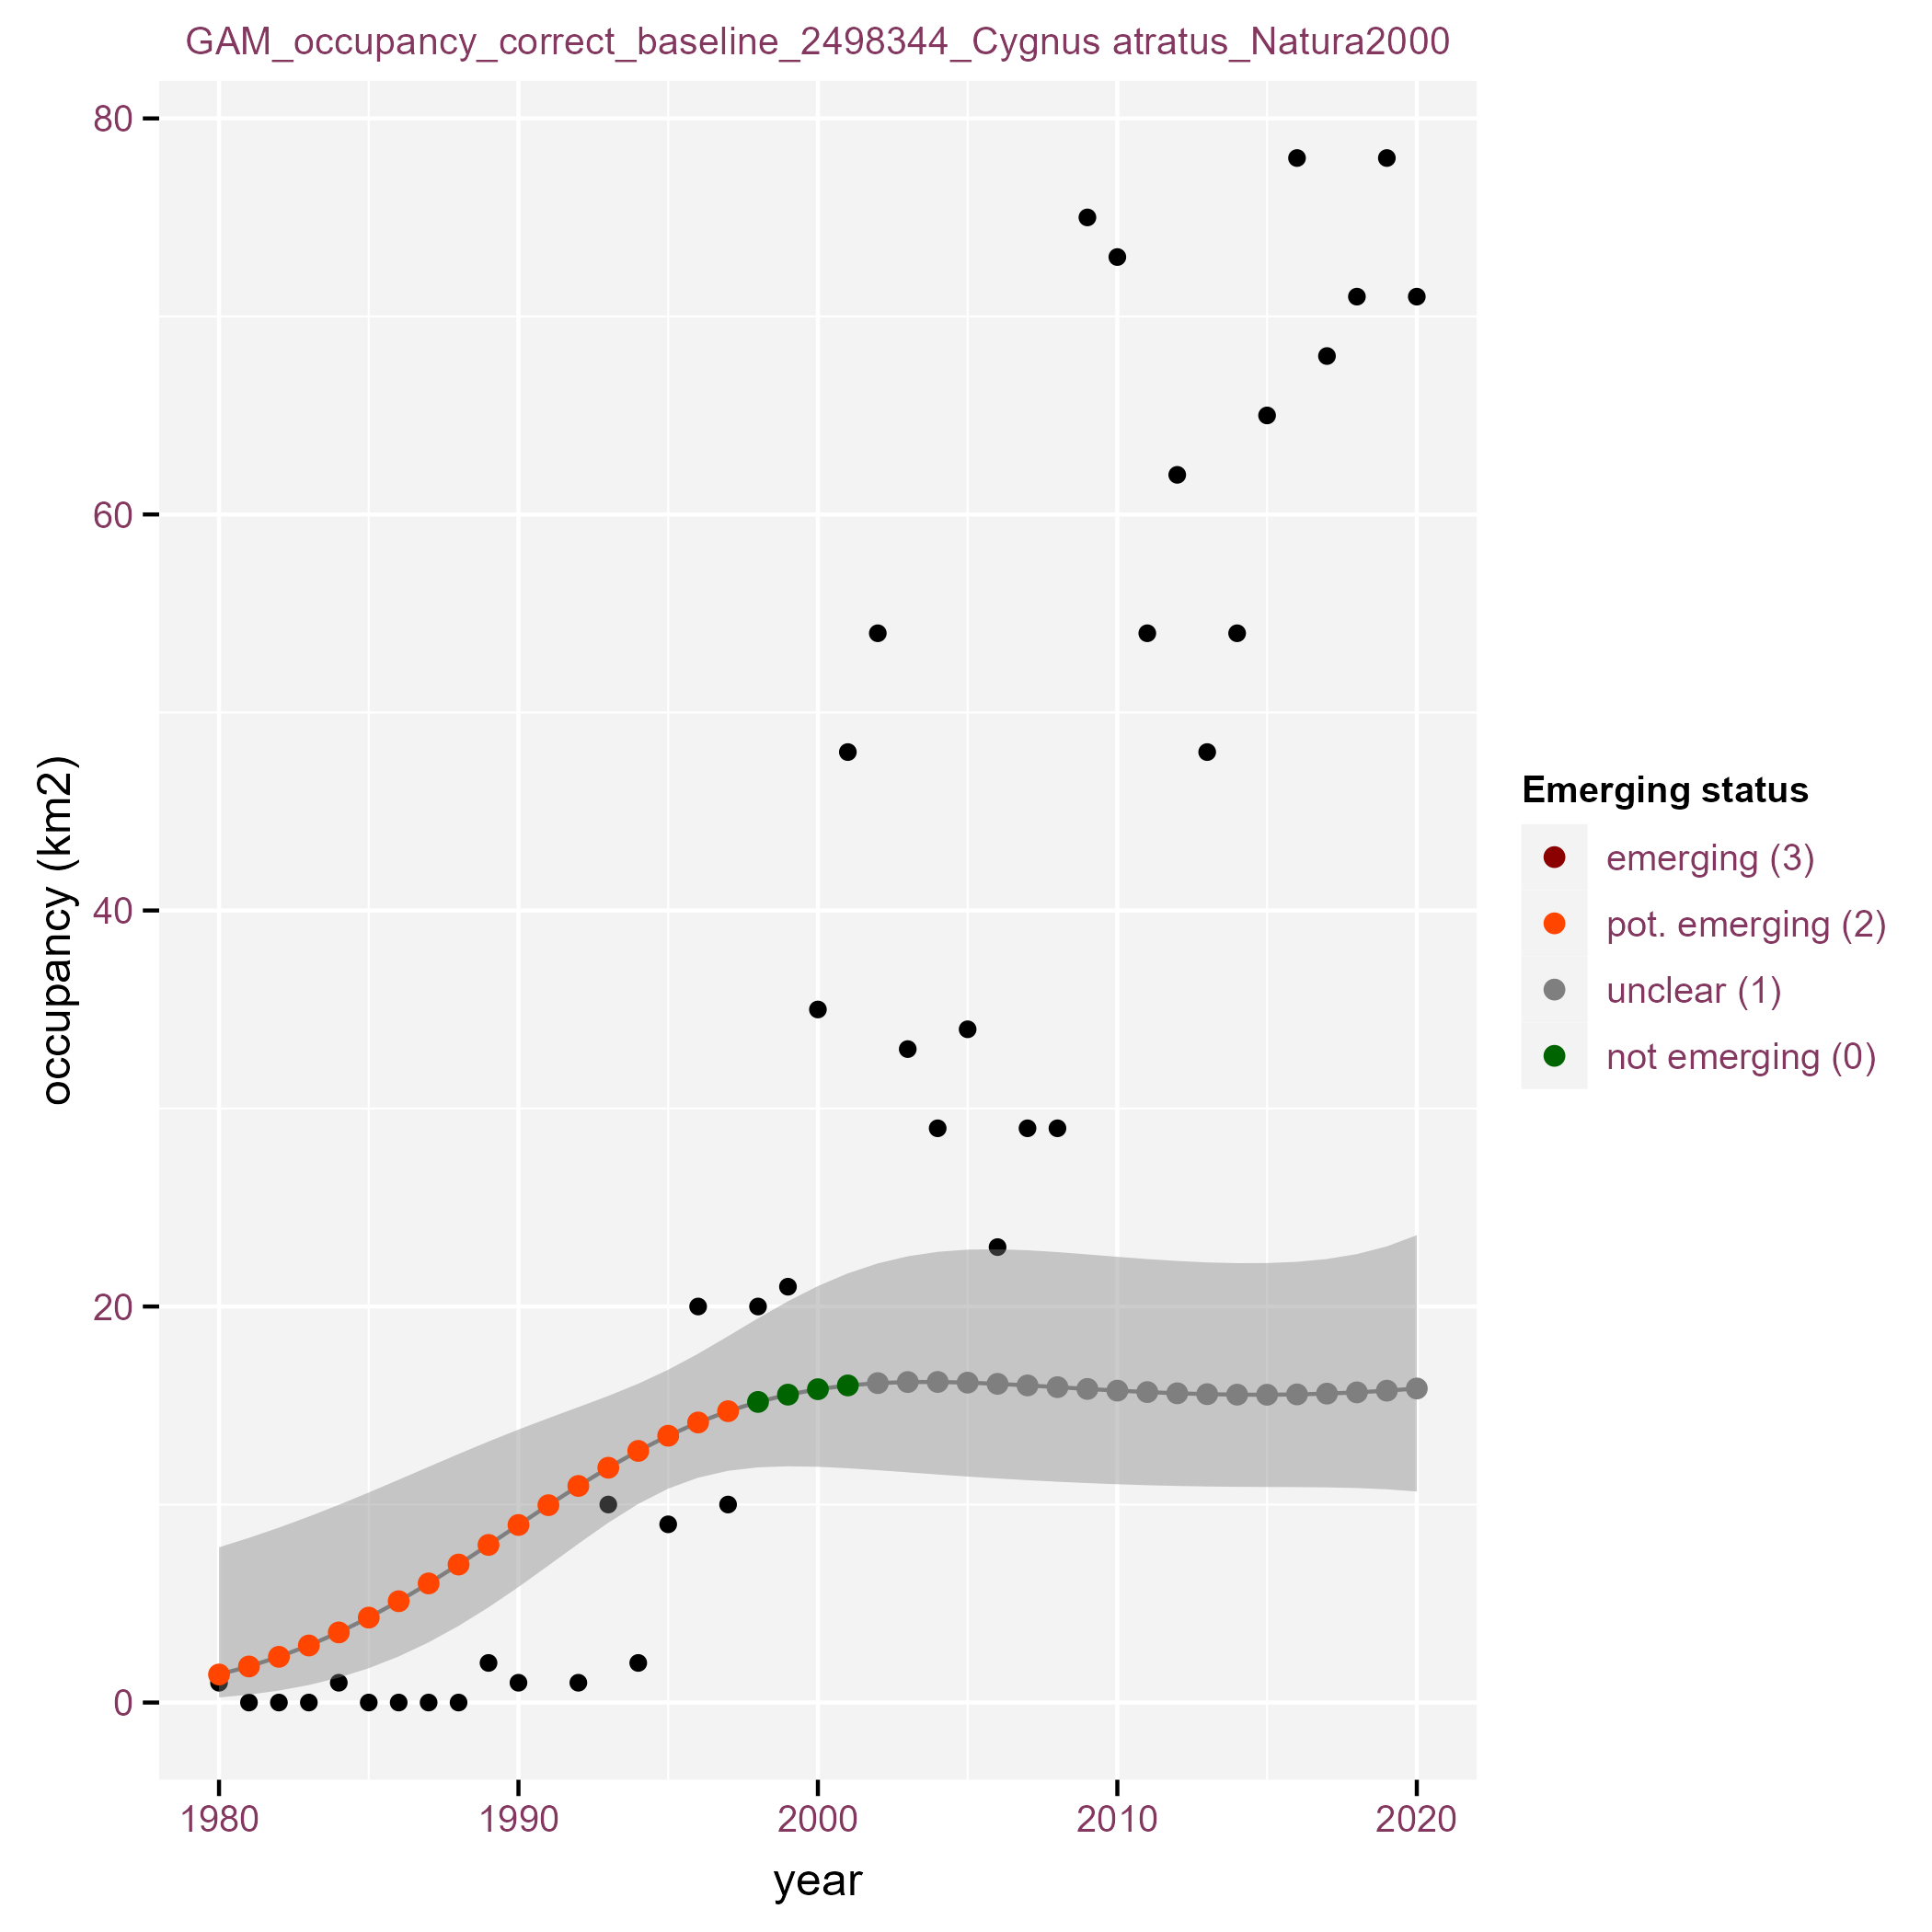 GAM_occupancy_correct_baseline_2498344_Cygnus atratus_Natura2000
80
60
40
20
0
occupancy (km2)
1980 1990 2000 2010 2020
year
Emerging status
emerging (3)
pot. emerging (2)
unclear (1)
not emerging (0)